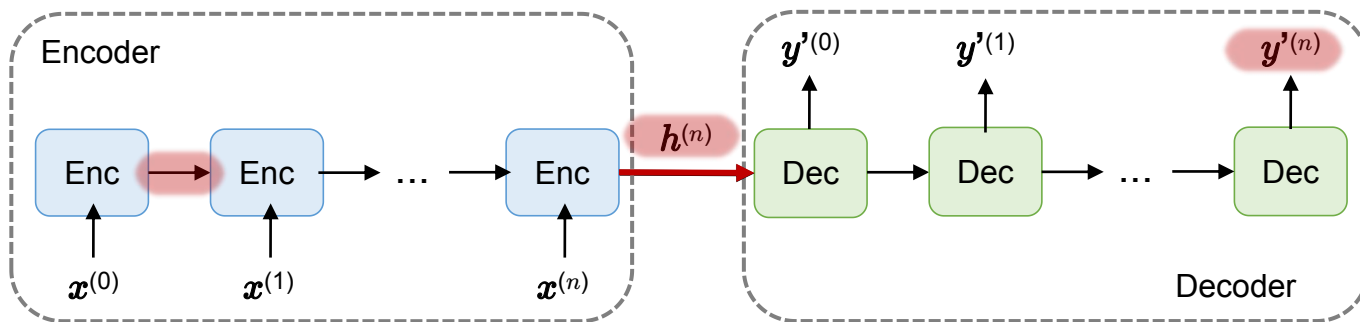 Encoder
y’(0) y’(1) y’(n)
h(n)
Enc Enc ... Enc Dec Dec ... Dec
x(0) x(1) x(n)
Decoder